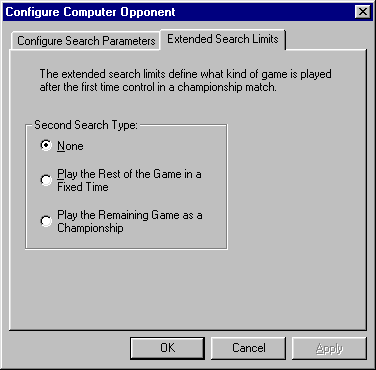 Configure Computer Opponent
Configure Search Parameters
Extended Search Limits
The extended search limits define what kind of game is played
after the first time control in a championship match.
Second Search Type:
None
Play the Rest of the Game in a
Fixed Time
Play the Remaining Game as a
Championship
OK
Cancel
Apply